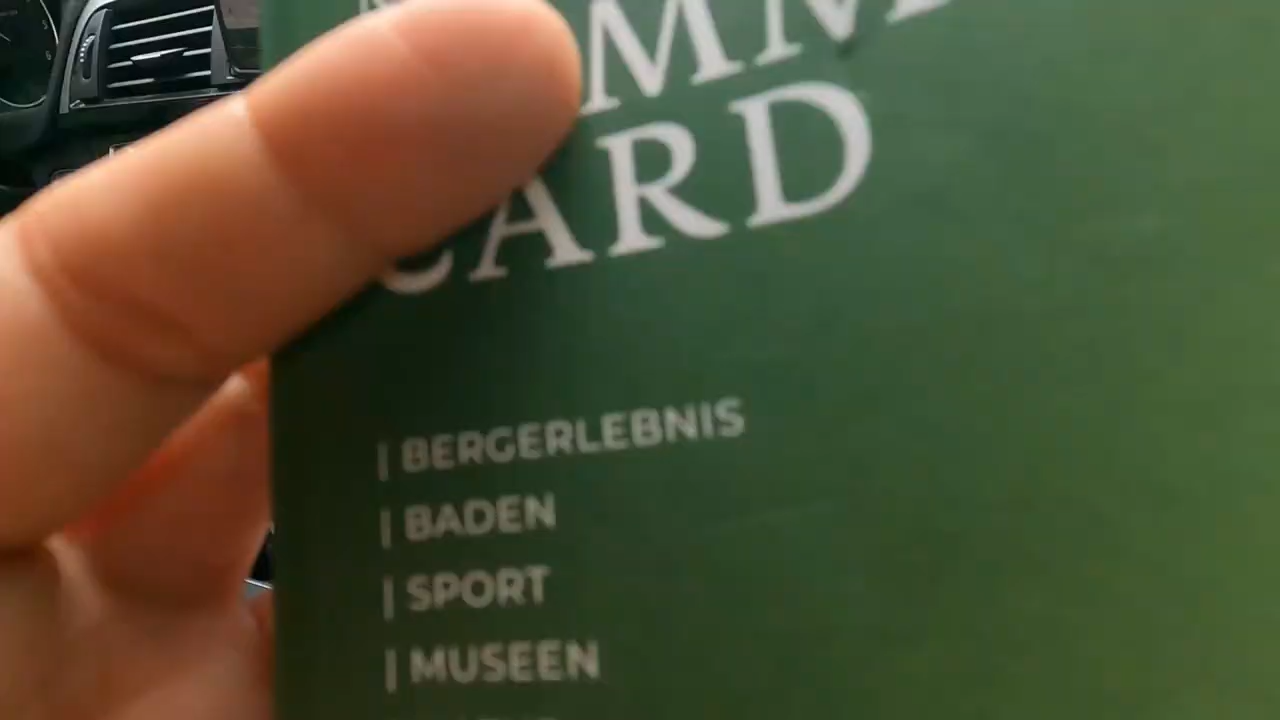 CARD
| BERGERLEBNIS
| BADEN
| SPORT
| MUSEEN